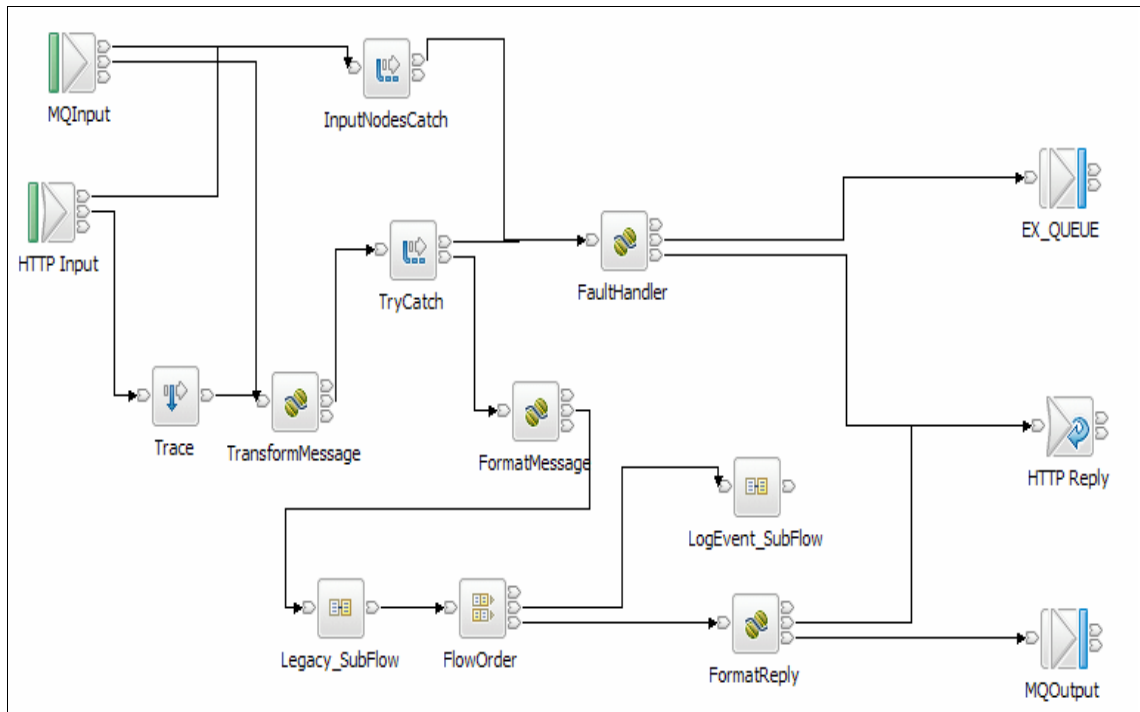 MQInput
InputNodesCatch
HTTP Input
TryCatch
FaultHandler
EX_QUEUE
Trace
TransformMessage
FormatMessage
HTTP Reply
LogEvent_SubFlow
Legacy_SubFlow
FlowOrder
FormatReply
MQOutput